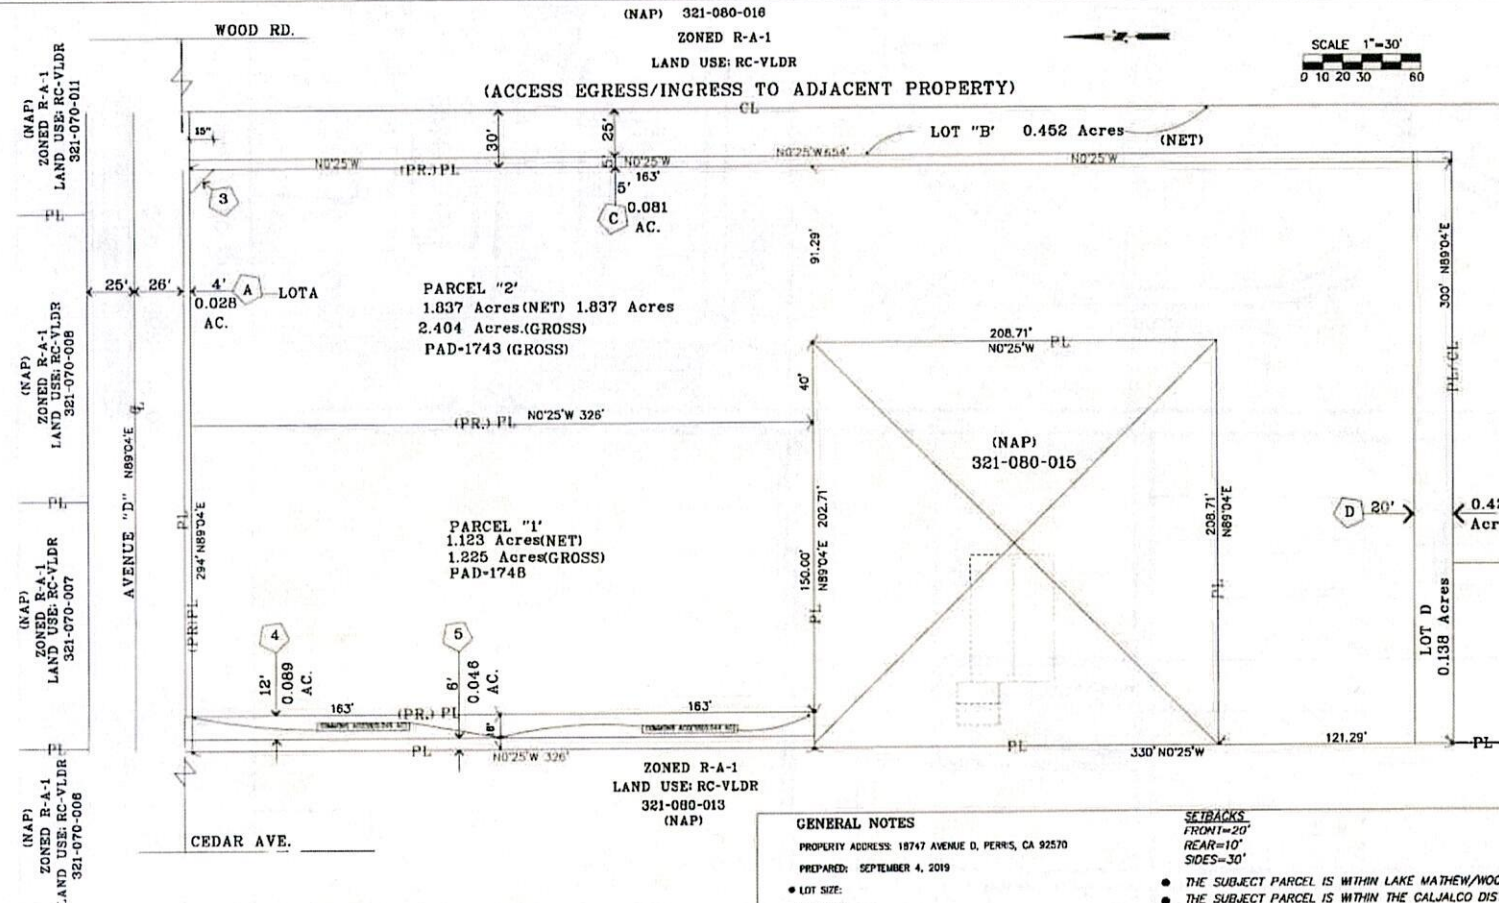 (NAP) 321-080-016
ZONED R-A-1
LAND USE: RC-VLDR
(ACCESS EGRESS/INGRESS TO ADJACENT PROPERTY)
WOOD RD.
SCALE 1"=30'
0 10 20 30 60
CL
LOT "B' 0.452 Acres
(NET)
(NAP)
ZONED R-A-1
LAND USE: RC-VLDR
321-070-011
15"
30'
25'
5'
N0°25'W
(PR.) PL
N0°25'W
163'
N0°25'W 654'
N0°25'W
3
5'
C
0.081
AC.
PL
91.29'
300' N89°04'E
25'
26'
4'
0.028
AC.
A
LOTA
PARCEL "2'
1.837 Acres(NET) 1.837 Acres
2.404 Acres.(GROSS)
PAD=1743 (GROSS)
(NAP)
ZONED R-A-1
LAND USE: RC-VLDR
321-070-008
208.71'
N0°25'W
PL
PL/CL
40'
(PR.) PL
N0°25'W 326'
(NAP)
321-080-015
AVENUE "D" N89°04'E
PL
PL
294' N89°04'E
PARCEL "1'
1.123 Acres(NET)
1.225 Acres(GROSS)
PAD=1748
150.00'
N89°04'E 202.71'
PL
208.71'
N89°04'E
PL
D
20'
Acr
(NAP)
ZONED R-A-1
LAND USE: RC-VLDR
321-070-007
(PR)PL
4
12'
0.089
AC.
5
6'
0.046
AC.
LOT D
0.138 Acres
163'
(PR.) PL
163'
PL
PL
N0°25'W 326'
PL
330' N0°25'W
121.29'
PL
(NAP)
ZONED R-A-1
LAND USE: RC-VLDR
321-070-006
CEDAR AVE.
ZONED R-A-1
LAND USE: RC-VLDR
321-080-013
(NAP)
GENERAL NOTES
PROPERTY ADDRESS: 18747 AVENUE D, PERRIS, CA 92570
PREPARED: SEPTEMBER 4, 2019
• LOT SIZE:
SETBACKS
FRONT=20'
REAR=10'
SIDES=30'
• THE SUBJECT PARCEL IS WITHIN LAKE MATHEW/WOO
• THE SUBJECT PARCEL IS WITHIN THE CALJALCO DIS